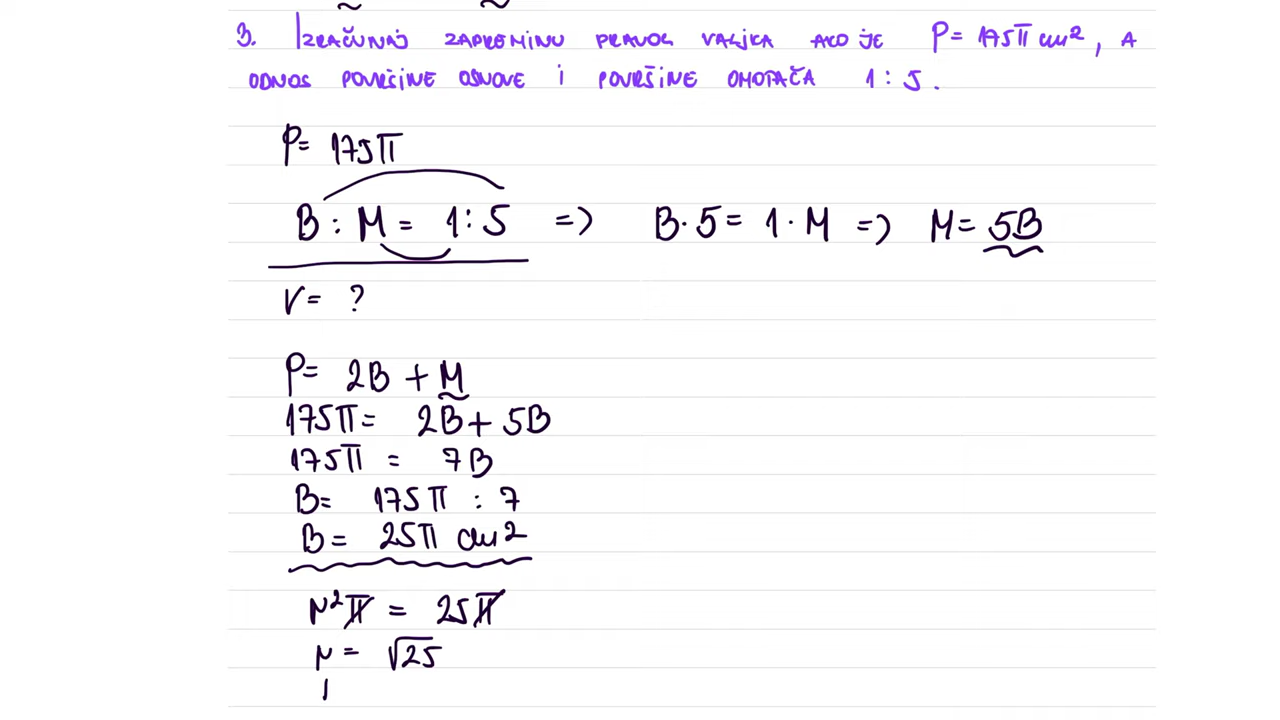 3. IZRAČUNAJ ZAPREMINU PRAVOG VALJKA AKO JE P= 175π cm², A
ODNOS POVRŠINE OSNOVE I POVRŠINE OMOTAČA 1:5.
P= 175π
B : M = 1:5 => B·5= 1·M => M= 5B
V= ?
P= 2B + M
175π= 2B+ 5B
175π = 7B
B= 175π : 7
B= 25π cm²
r²π = 25π
r= √25